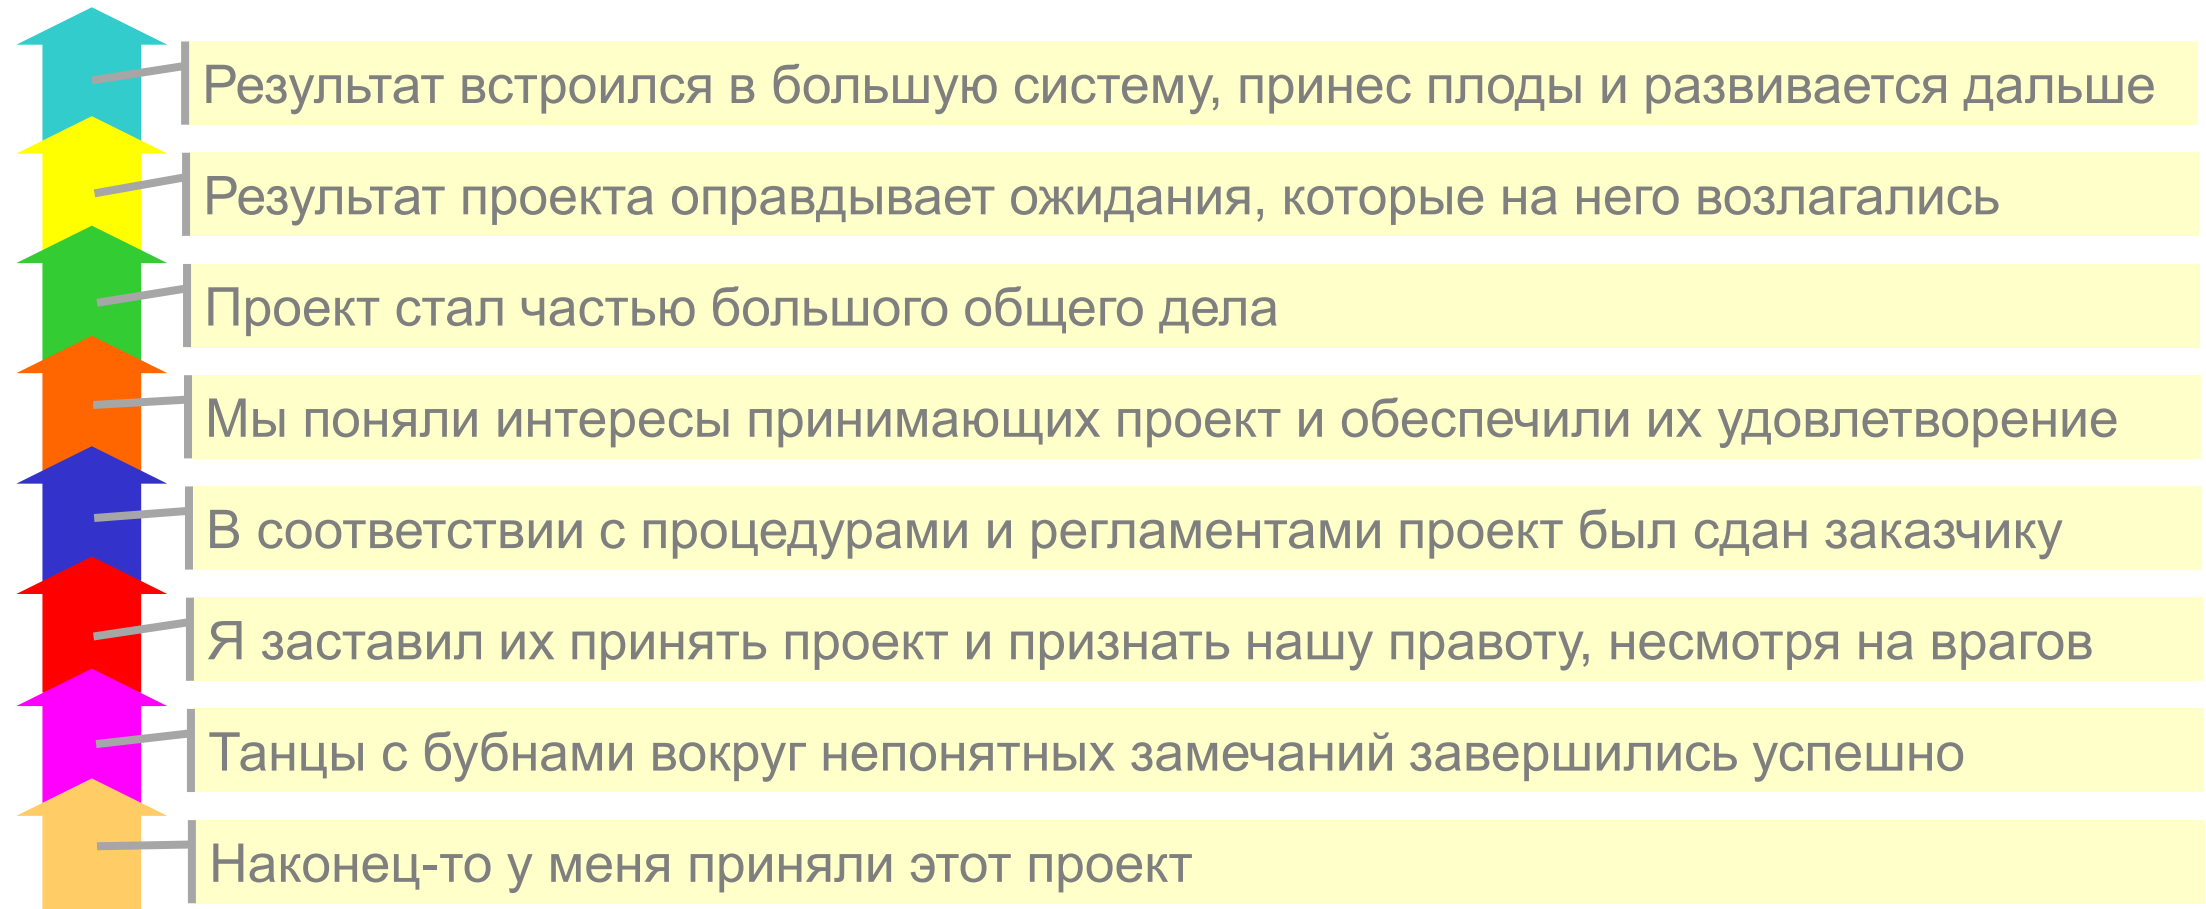 Результат встроился в большую систему, принес плоды и развивается дальше
Результат проекта оправдывает ожидания, которые на него возлагались
Проект стал частью большого общего дела
Мы поняли интересы принимающих проект и обеспечили их удовлетворение
В соответствии с процедурами и регламентами проект был сдан заказчику
Я заставил их принять проект и признать нашу правоту, несмотря на врагов
Танцы с бубнами вокруг непонятных замечаний завершились успешно
Наконец-то у меня приняли этот проект